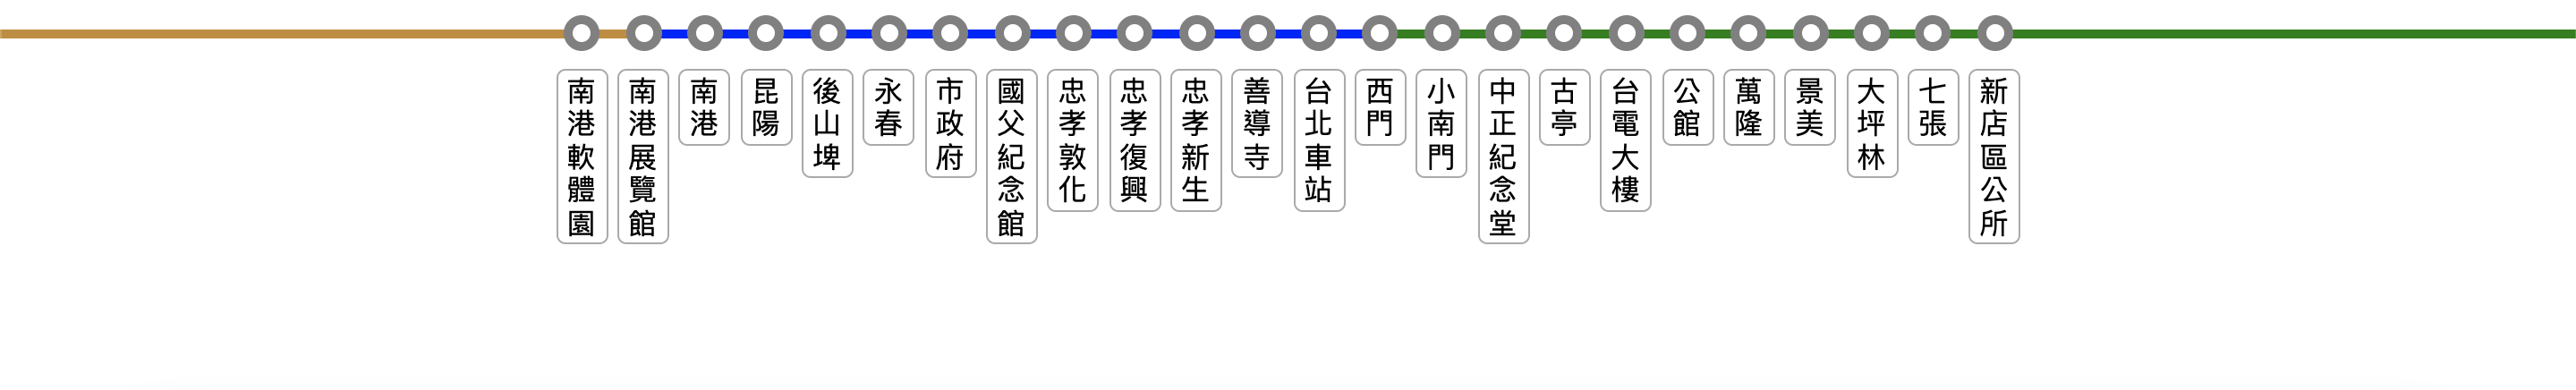 南港軟體園
南港展覽館
南港
昆陽
後山埤
永春
市政府
國父紀念館
忠孝敦化
忠孝復興
忠孝新生
善導寺
台北車站
西門
小南門
中正紀念堂
古亭
台電大樓
公館
萬隆
景美
大坪林
七張
新店區公所